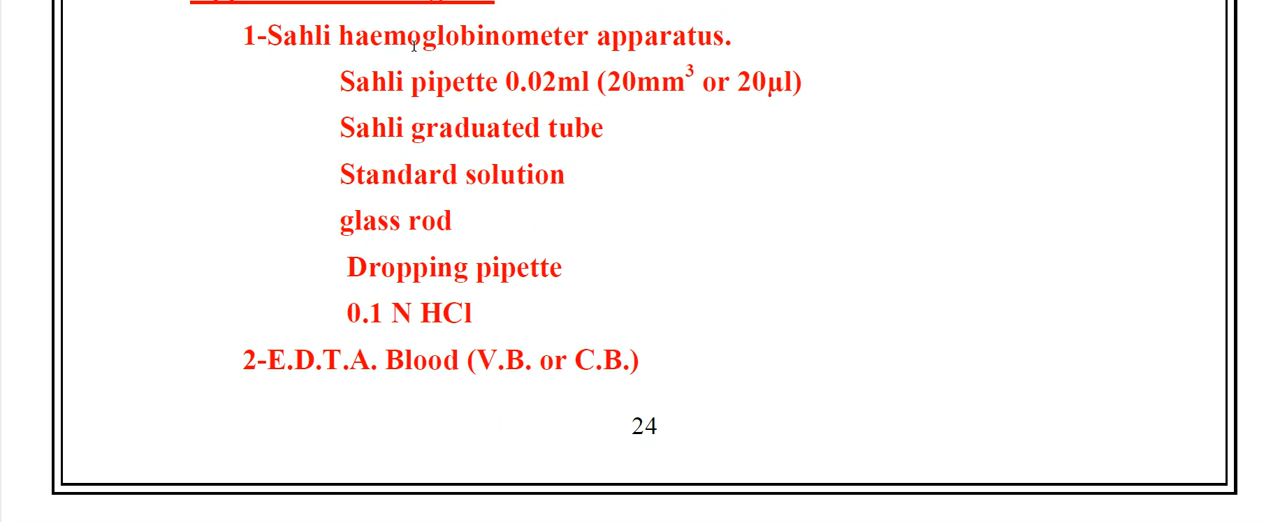 1-Sahli haemoglobinometer apparatus.
Sahli pipette 0.02ml (20mm³ or 20µl)
Sahli graduated tube
Standard solution
glass rod
Dropping pipette
0.1 N HCl
2-E.D.T.A. Blood (V.B. or C.B.)
24